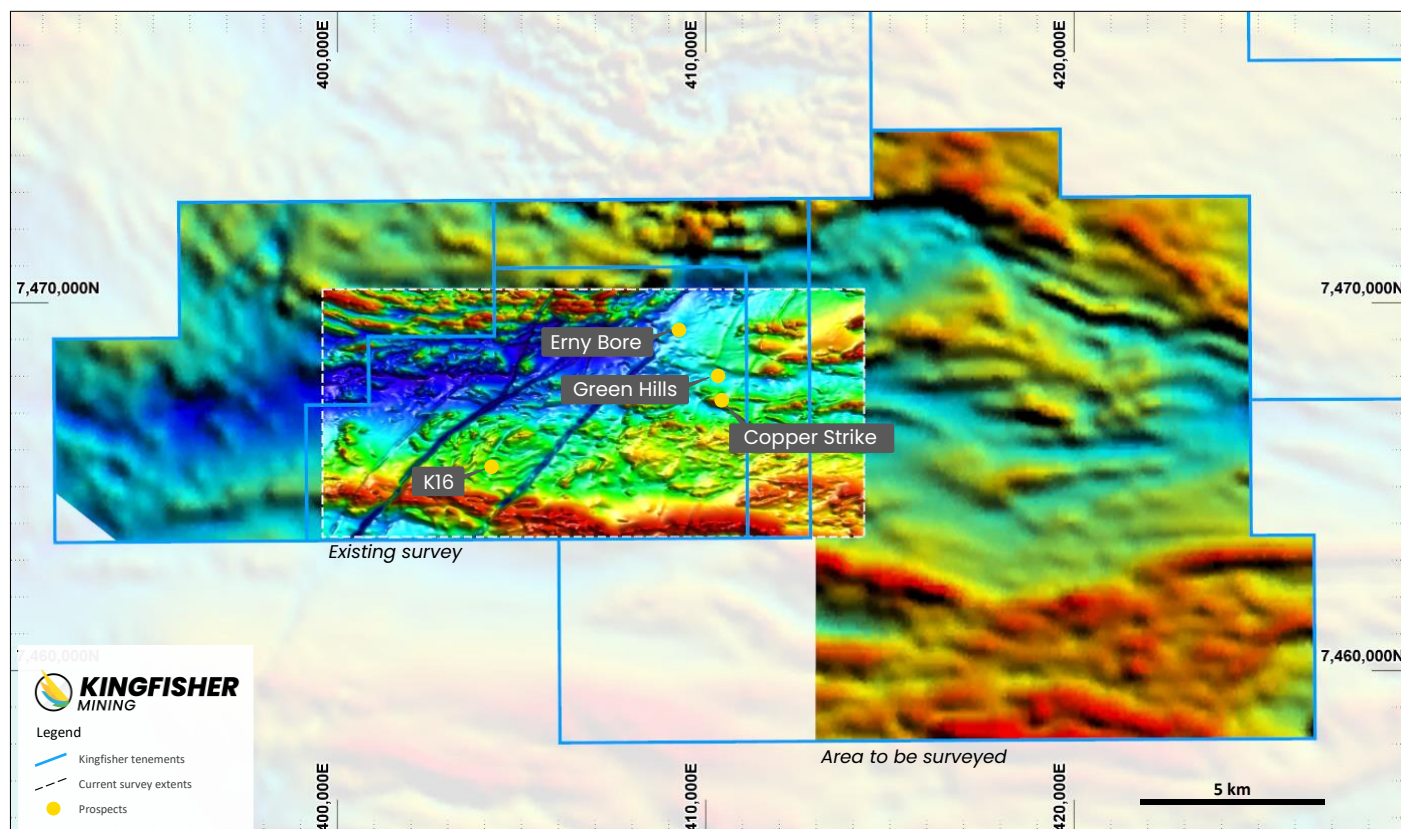 400,000E
410,000E
420,000E
7,470,000N
7,470,000N
Erny Bore
Green Hills
Copper Strike
K16
Existing survey
7,460,000N
7,460,000N
KINGFISHER
MINING
Legend
Kingfisher tenements
Current survey extents
Prospects
Area to be surveyed
400,000E
410,000E
420,000E
5 km